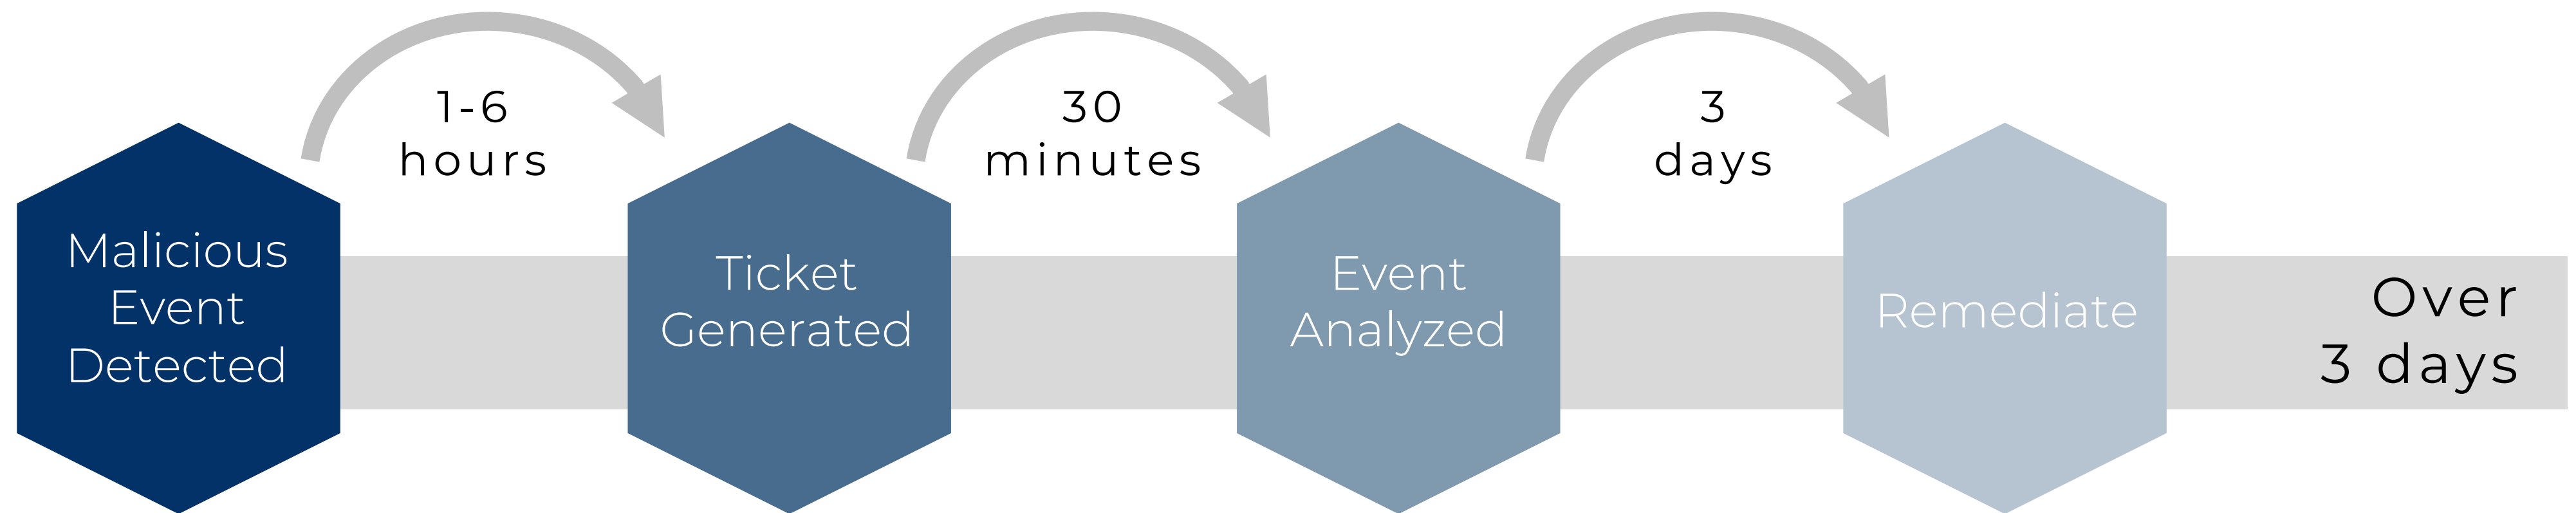 1-6
hours
30
minutes
3
days
Malicious
Event
Detected
Ticket
Generated
Event
Analyzed
Remediate
Over
3 days